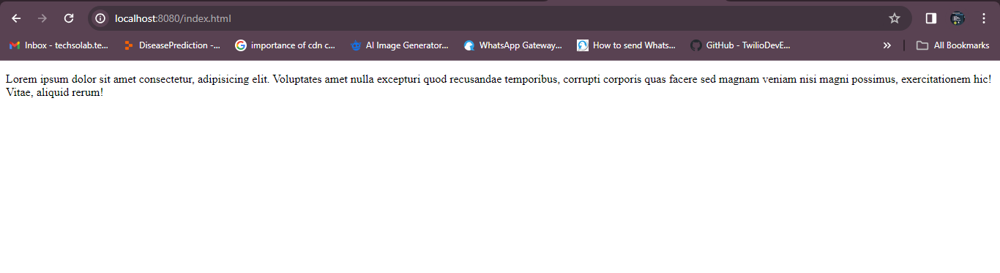 localhost:8080/index.html
Inbox - techsolab.te... DiseasePrediction -... importance of cdn c... AI Image Generator... WhatsApp Gateway... How to send Whats... GitHub - TwilioDevE... » All Bookmarks
Lorem ipsum dolor sit amet consectetur, adipisicing elit. Voluptates amet nulla excepturi quod recusandae temporibus, corrupti corporis quas facere sed magnam veniam nisi magni possimus, exercitationem hic!
Vitae, aliquid rerum!